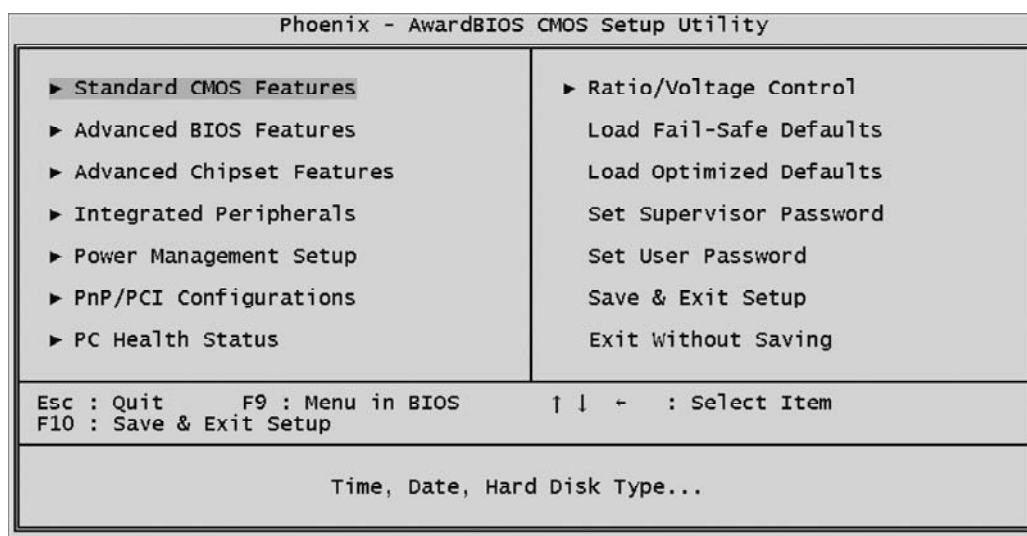 Phoenix - AwardBIOS CMOS Setup Utility
► Standard CMOS Features
► Advanced BIOS Features
► Advanced Chipset Features
► Integrated Peripherals
► Power Management Setup
► PnP/PCI Configurations
► PC Health Status
► Ratio/Voltage Control
Load Fail-Safe Defaults
Load Optimized Defaults
Set Supervisor Password
Set User Password
Save & Exit Setup
Exit Without Saving
Esc : Quit F9 : Menu in BIOS ↑ ↓ ← : Select Item
F10 : Save & Exit Setup
Time, Date, Hard Disk Type...